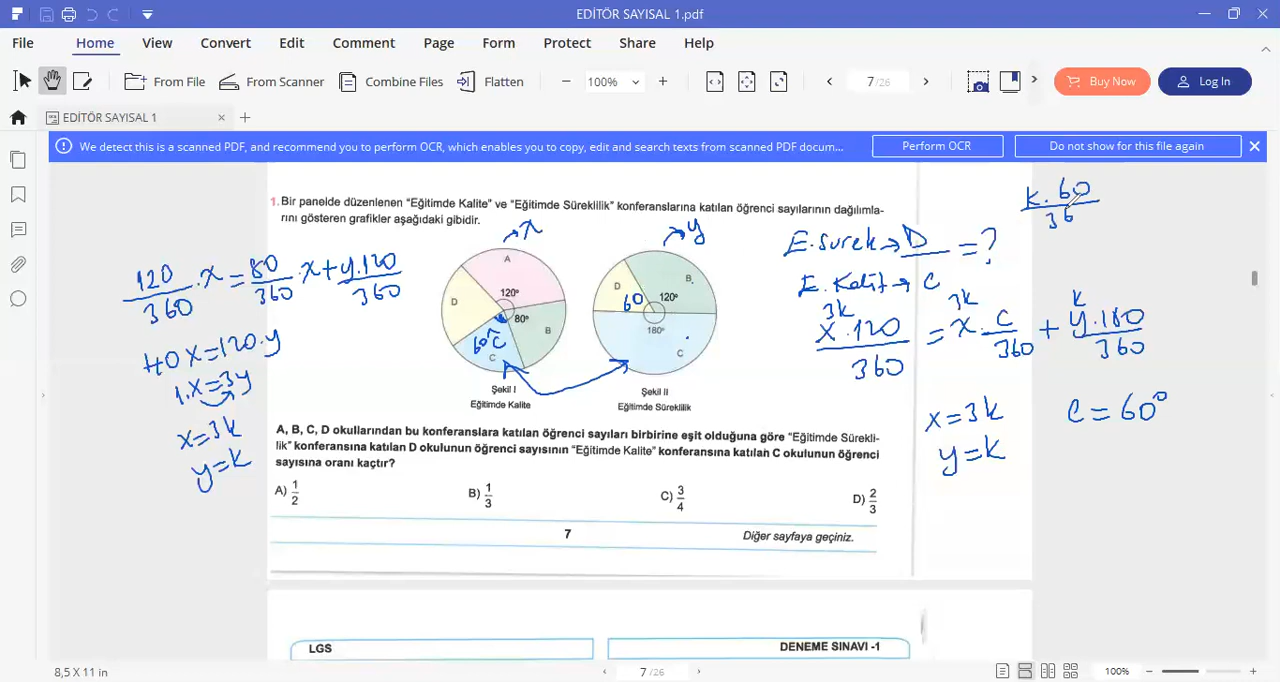 EDİTÖR SAYISAL 1.pdf
File Home View Convert Edit Comment Page Form Protect Share Help
From File From Scanner Combine Files Flatten 100% 7/26 Buy Now Log In
EDİTÖR SAYISAL 1
We detect this is a scanned PDF, and recommend you to perform OCR, which enables you to copy, edit and search texts from scanned PDF docum... Perform OCR Do not show for this file again
1. Bir panelde düzenlenen "Eğitimde Kalite" ve "Eğitimde Süreklilik" konferanslarına katılan öğrenci sayılarının dağılımla-
rını gösteren grafikler aşağıdaki gibidir.
k.60/36
→x
→y
E.surek→D = ?
E.Kalit→C
120/360 . x = 80/360 . x + y.120/360
40x=120.y
1.x=3y
x=3k
y=k
A
120°
80°
B
60°
C
C
D
Şekil I
Eğitimde Kalite
D
60
B
120°
180°
C
Şekil II
Eğitimde Süreklilik
3k 3k k
x.120/360 = x.C/360 + y.180/360
x=3k
y=k
C=60°
A, B, C, D okullarından bu konferanslara katılan öğrenci sayıları birbirine eşit olduğuna göre "Eğitimde Sürekli-
lik" konferansına katılan D okulunun öğrenci sayısının "Eğitimde Kalite" konferansına katılan C okulunun öğrenci
sayısına oranı kaçtır?
A) 1/2 B) 1/3 C) 3/4 D) 2/3
7 Diğer sayfaya geçiniz.
LGS DENEME SINAVI -1
8,5 X 11 in 7/26 100%